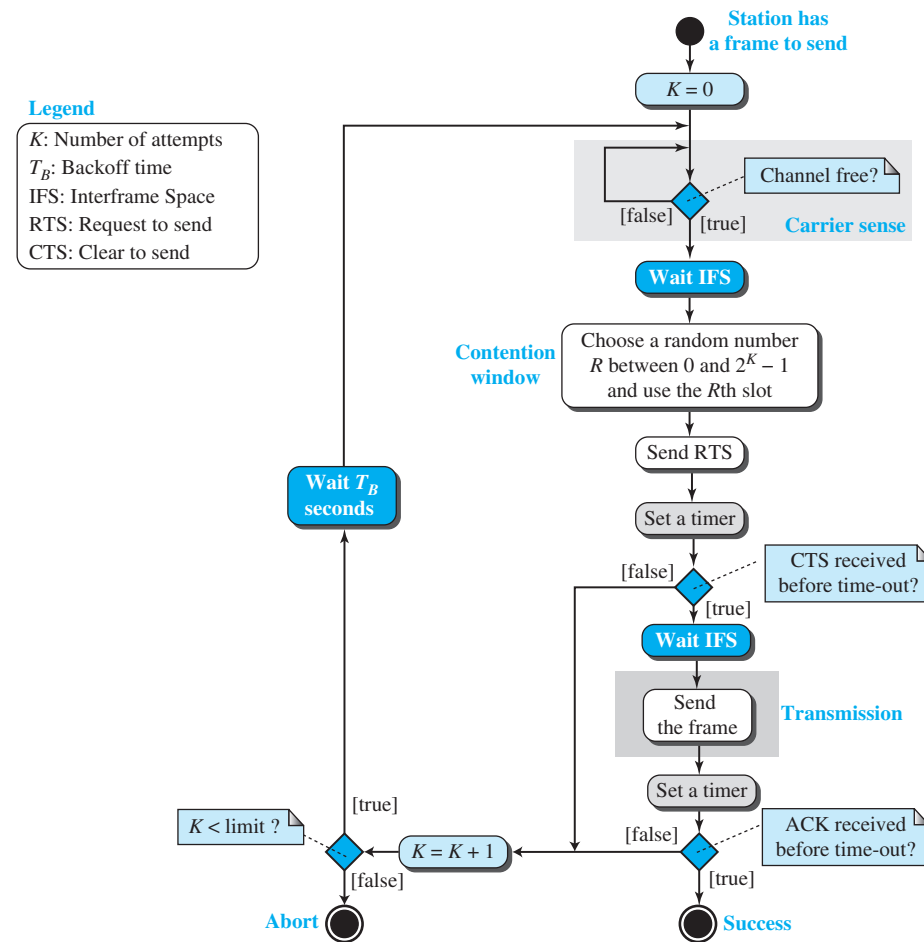 Station has
a frame to send
K = 0
Legend
K: Number of attempts
T_B: Backoff time
IFS: Interframe Space
RTS: Request to send
CTS: Clear to send
Channel free?
[false]
[true]
Carrier sense
Wait IFS
Contention
window
Choose a random number
R between 0 and 2^K – 1
and use the Rth slot
Send RTS
Wait T_B
seconds
Set a timer
[false]
CTS received
before time-out?
[true]
Wait IFS
Send
the frame
Transmission
Set a timer
[true]
K < limit ?
K = K + 1
[false]
ACK received
before time-out?
[false]
[true]
Abort
Success